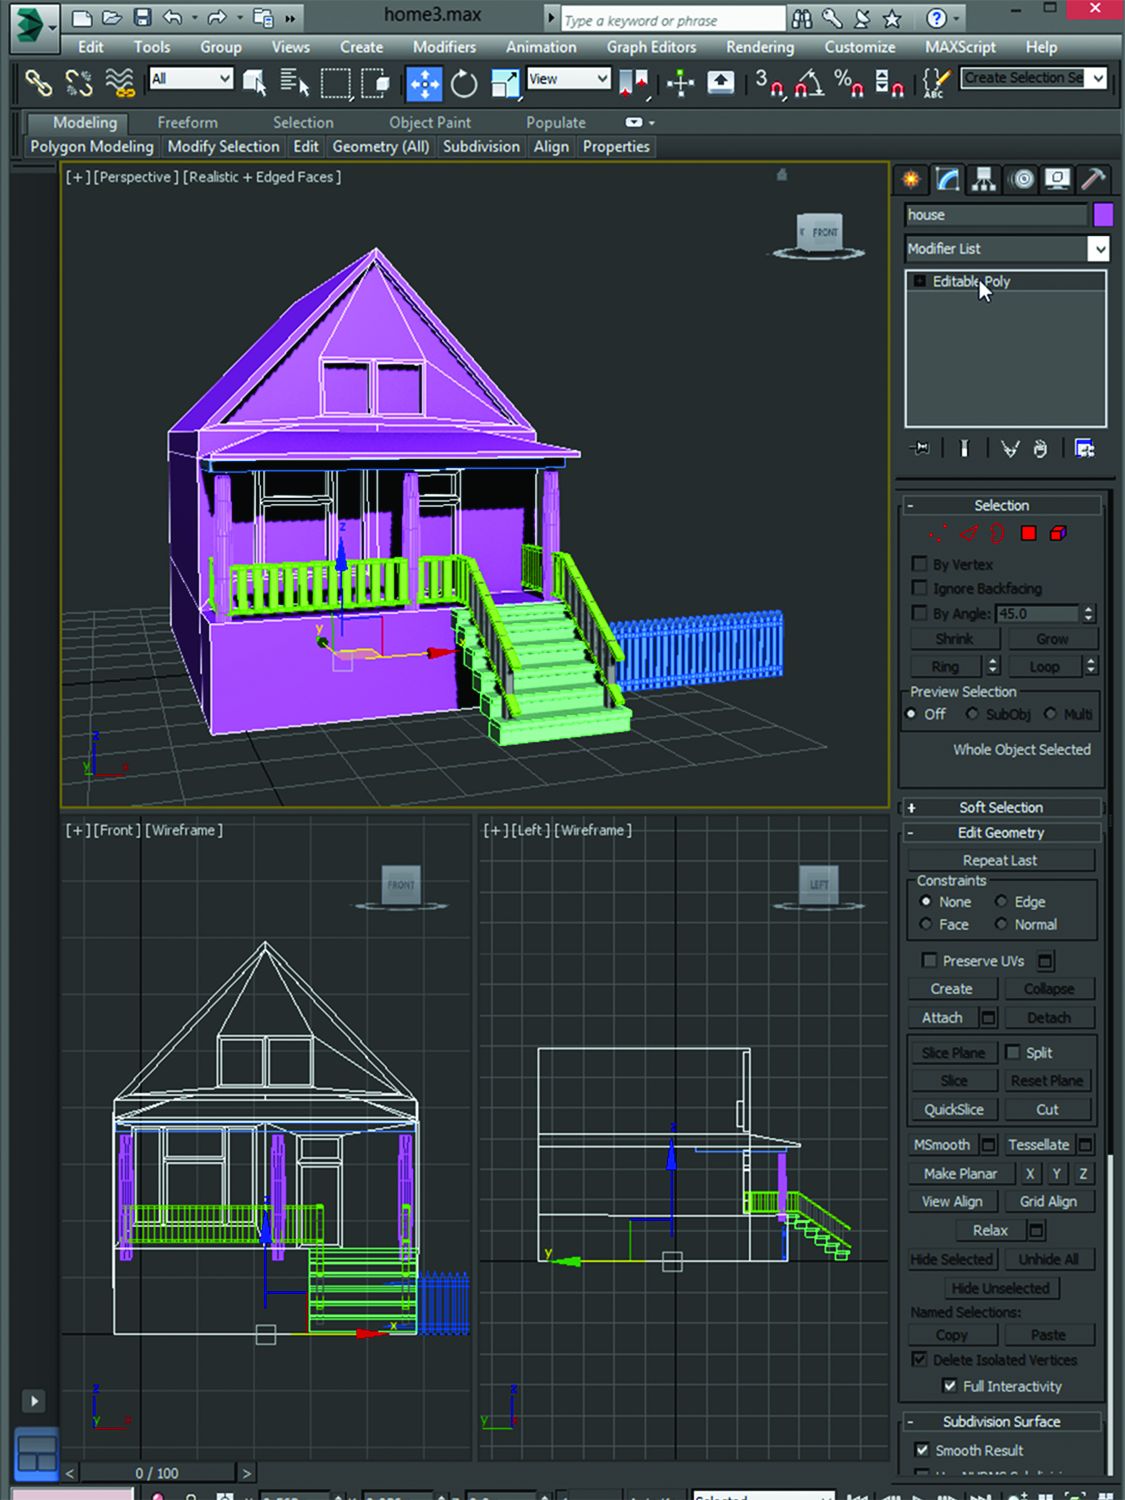 home3.max
Type a keyword or phrase
Edit Tools Group Views Create Modifiers Animation Graph Editors Rendering Customize MAXScript Help
All View 3 % ABC Create Selection Se
Modeling Freeform Selection Object Paint Populate
Polygon Modeling Modify Selection Edit Geometry (All) Subdivision Align Properties
[+] [Perspective ] [Realistic + Edged Faces ]
FRONT
z
y
z
y
x
[+] [Front ] [Wireframe ]
FRONT
x
z
y
x
[+] [Left ] [Wireframe ]
LEFT
z
y
z
y
< 0 / 100 >
house
Modifier List
Editable Poly
- Selection
By Vertex
Ignore Backfacing
By Angle: 45.0
Shrink Grow
Ring Loop
Preview Selection
Off SubObj Multi
Whole Object Selected
+ Soft Selection
- Edit Geometry
Repeat Last
Constraints
None Edge
Face Normal
Preserve UVs
Create Collapse
Attach Detach
Slice Plane Split
Slice Reset Plane
QuickSlice Cut
MSmooth Tessellate
Make Planar X Y Z
View Align Grid Align
Relax
Hide Selected Unhide All
Hide Unselected
Named Selections:
Copy Paste
Delete Isolated Vertices
Full Interactivity
- Subdivision Surface
Smooth Result
Selected